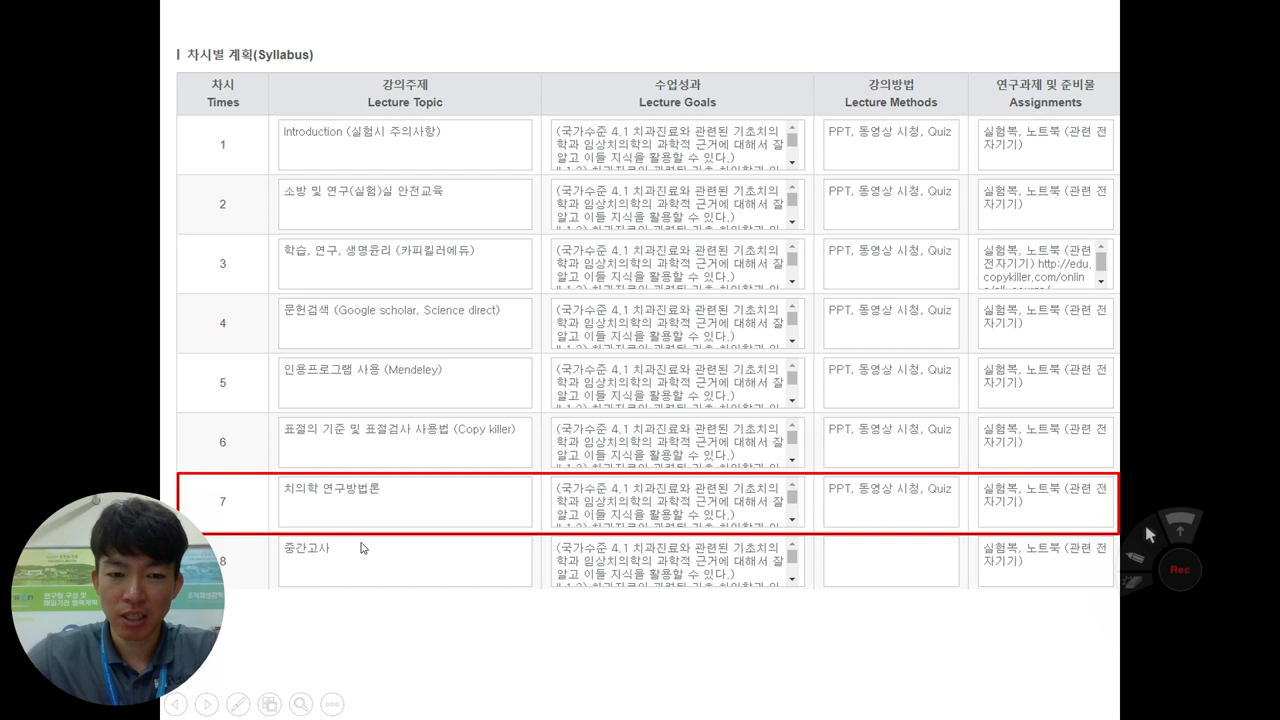 차시별 계획(Syllabus)
차시 강의주제 수업성과 강의방법 연구과제 및 준비물
Times Lecture Topic Lecture Goals Lecture Methods Assignments
1
Introduction (실험시 주의사항)
(국가수준 4.1 치과진료와 관련된 기초치의
학과 임상치의학의 과학적 근거에 대해서 잘
알고 이들 지식을 활용할 수 있다.)
PPT, 동영상 시청, Quiz
실험복, 노트북 (관련 전
자기기)
2
소방 및 연구(실험)실 안전교육
(국가수준 4.1 치과진료와 관련된 기초치의
학과 임상치의학의 과학적 근거에 대해서 잘
알고 이들 지식을 활용할 수 있다.)
PPT, 동영상 시청, Quiz
실험복, 노트북 (관련 전
자기기)
3
학습, 연구, 생명윤리 (카피킬러에듀)
(국가수준 4.1 치과진료와 관련된 기초치의
학과 임상치의학의 과학적 근거에 대해서 잘
알고 이들 지식을 활용할 수 있다.)
PPT, 동영상 시청, Quiz
실험복, 노트북 (관련
전자기기) http://edu.
copykiller.com/onlin
4
문헌검색 (Google scholar, Science direct)
(국가수준 4.1 치과진료와 관련된 기초치의
학과 임상치의학의 과학적 근거에 대해서 잘
알고 이들 지식을 활용할 수 있다.)
PPT, 동영상 시청, Quiz
실험복, 노트북 (관련 전
자기기)
5
인용프로그램 사용 (Mendeley)
(국가수준 4.1 치과진료와 관련된 기초치의
학과 임상치의학의 과학적 근거에 대해서 잘
알고 이들 지식을 활용할 수 있다.)
PPT, 동영상 시청, Quiz
실험복, 노트북 (관련 전
자기기)
6
표절의 기준 및 표절검사 사용법 (Copy killer)
(국가수준 4.1 치과진료와 관련된 기초치의
학과 임상치의학의 과학적 근거에 대해서 잘
알고 이들 지식을 활용할 수 있다.)
PPT, 동영상 시청, Quiz
실험복, 노트북 (관련 전
자기기)
7
치의학 연구방법론
(국가수준 4.1 치과진료와 관련된 기초치의
학과 임상치의학의 과학적 근거에 대해서 잘
알고 이들 지식을 활용할 수 있다.)
PPT, 동영상 시청, Quiz
실험복, 노트북 (관련 전
자기기)
8
중간고사
(국가수준 4.1 치과진료와 관련된 기초치의
학과 임상치의학의 과학적 근거에 대해서 잘
알고 이들 지식을 활용할 수 있다.)
실험복, 노트북 (관련 전
자기기)
Rec
연구팀 구성 및